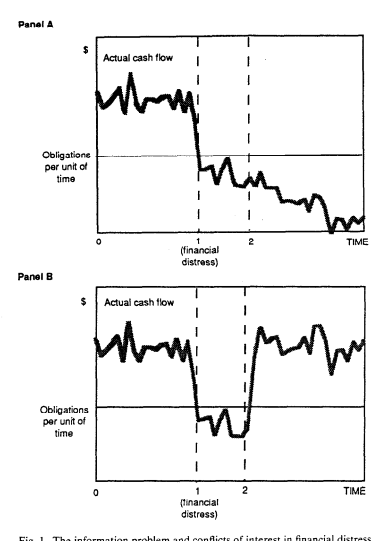 Panel A
$
Actual cash flow
Obligations
per unit of
time
0
1
2
TIME
(financial
distress)
Panel B
$
Actual cash flow
Obligations
per unit of
time
0
1
2
TIME
(financial
distress)
Fig. 1. The information problem and conflicts of interest in financial distress